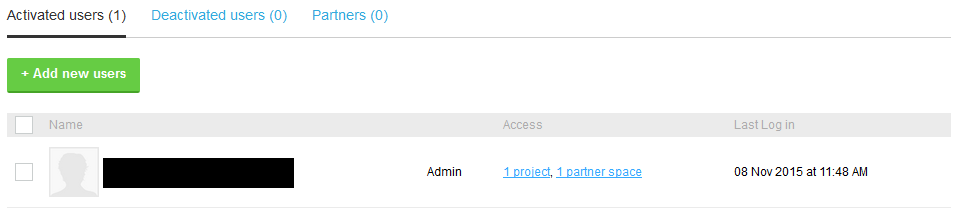 Activated users (1) Deactivated users (0) Partners (0)
+ Add new users
Name Access Last Log in
Admin 1 project, 1 partner space 08 Nov 2015 at 11:48 AM